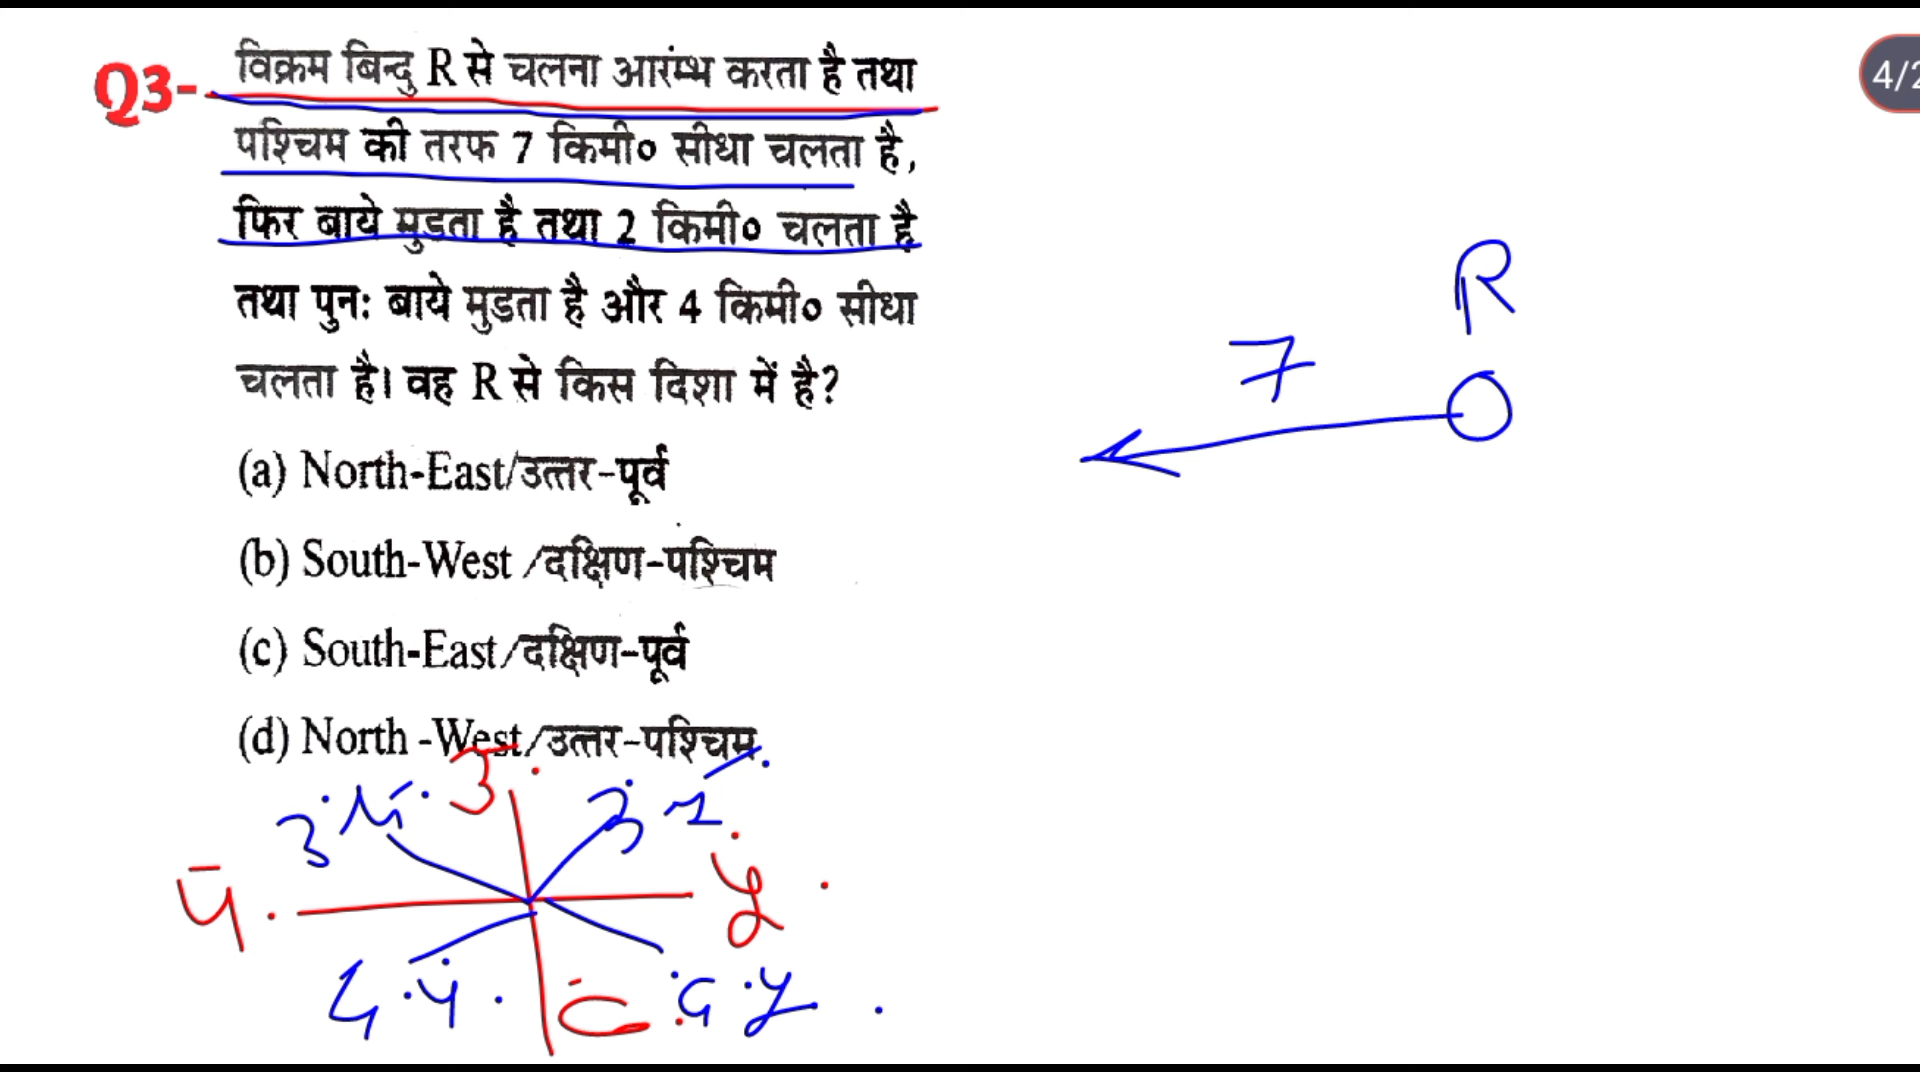 Q3-
विक्रम बिन्दु R से चलना आरंम्भ करता है तथा
पश्चिम की तरफ 7 किमी० सीधा चलता है,
फिर बाये मुडता है तथा 2 किमी० चलता है
तथा पुनः बाये मुडता है और 4 किमी० सीधा
चलता है। वह R से किस दिशा में है?
(a) North-East/उत्तर-पूर्व
(b) South-West /दक्षिण-पश्चिम
(c) South-East/दक्षिण-पूर्व
(d) North -West/उत्तर-पश्चिम
R
7
4/2